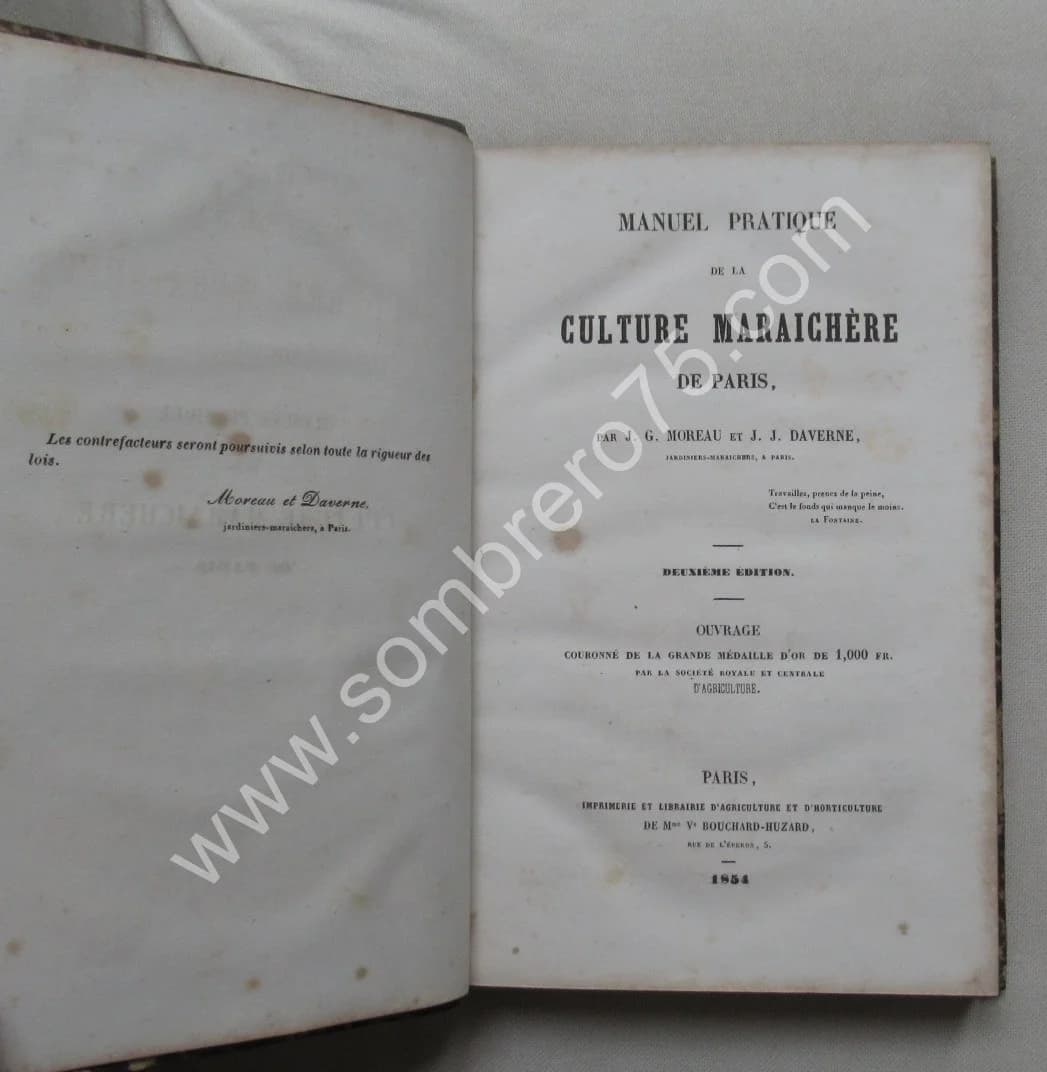 Les contrefacteurs seront poursuivis selon toute la rigueur des
lois.
Moreau et Daverne,
jardiniers-maraichers, a Paris.
MANUEL PRATIQUE
DE LA
CULTURE MARAICHÈRE
DE PARIS,
PAR J. G. MOREAU ET J. J. DAVERNE,
JARDINIERS-MARAICHERS, A PARIS.
Travaillez, prenez de la peine,
C'est le fonds qui manque le moins.
LA FONTAINE.
DEUXIÈME ÉDITION.
OUVRAGE
COURONNÉ DE LA GRANDE MÉDAILLE D'OR DE 1,000 FR.
PAR LA SOCIÉTÉ ROYALE ET CENTRALE
D'AGRICULTURE.
PARIS,
IMPRIMERIE ET LIBRAIRIE D'AGRICULTURE ET D'HORTICULTURE
DE Mme Ve BOUCHARD-HUZARD,
RUE DE L'ÉPERON, 5.
1854
www.sombrero75.com